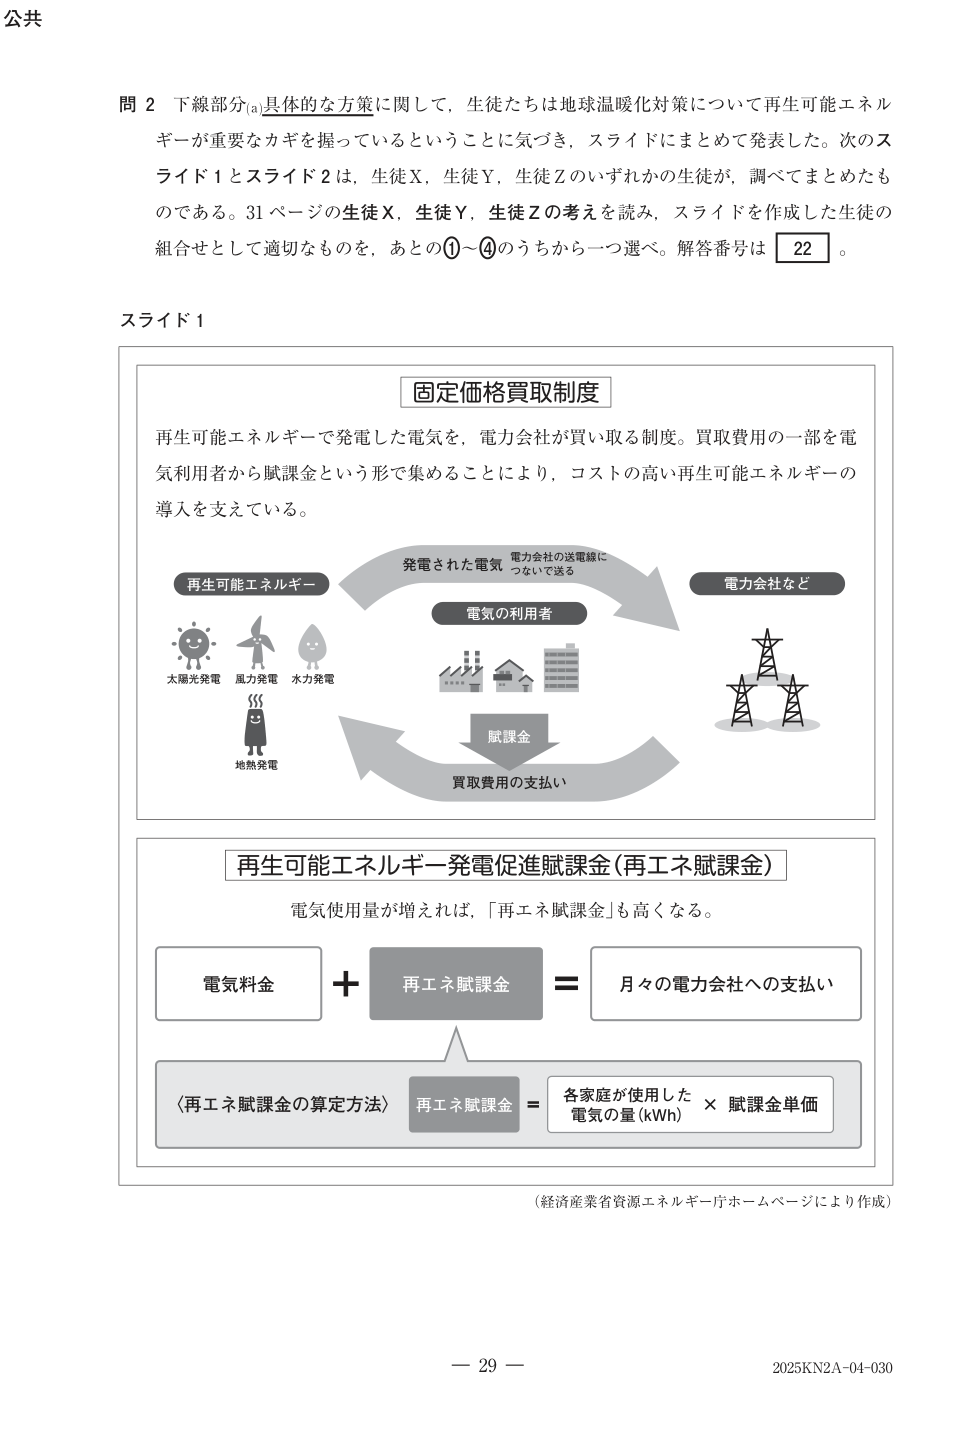 公共
問 2 下線部分(a)具体的な方策に関して，生徒たちは地球温暖化対策について再生可能エネル
ギーが重要なカギを握っているということに気づき，スライドにまとめて発表した。次のス
ライド 1 とスライド 2 は，生徒X，生徒Y，生徒Zのいずれかの生徒が，調べてまとめたも
のである。31 ページの生徒X，生徒Y，生徒Zの考えを読み，スライドを作成した生徒の
組合せとして適切なものを，あとの①～④のうちから一つ選べ。解答番号は 22 。
スライド 1
固定価格買取制度
再生可能エネルギーで発電した電気を，電力会社が買い取る制度。買取費用の一部を電
気利用者から賦課金という形で集めることにより，コストの高い再生可能エネルギーの
導入を支えている。
発電された電気 電力会社の送電線に
つないで送る
再生可能エネルギー
電力会社など
電気の利用者
太陽光発電 風力発電 水力発電
地熱発電
賦課金
買取費用の支払い
再生可能エネルギー発電促進賦課金（再エネ賦課金）
電気使用量が増えれば，「再エネ賦課金」も高くなる。
電気料金 ＋ 再エネ賦課金 ＝ 月々の電力会社への支払い
〈再エネ賦課金の算定方法〉 再エネ賦課金 ＝ 各家庭が使用した
電気の量(kWh) × 賦課金単価
（経済産業省資源エネルギー庁ホームページにより作成）
― 29 ―
2025KN2A-04-030